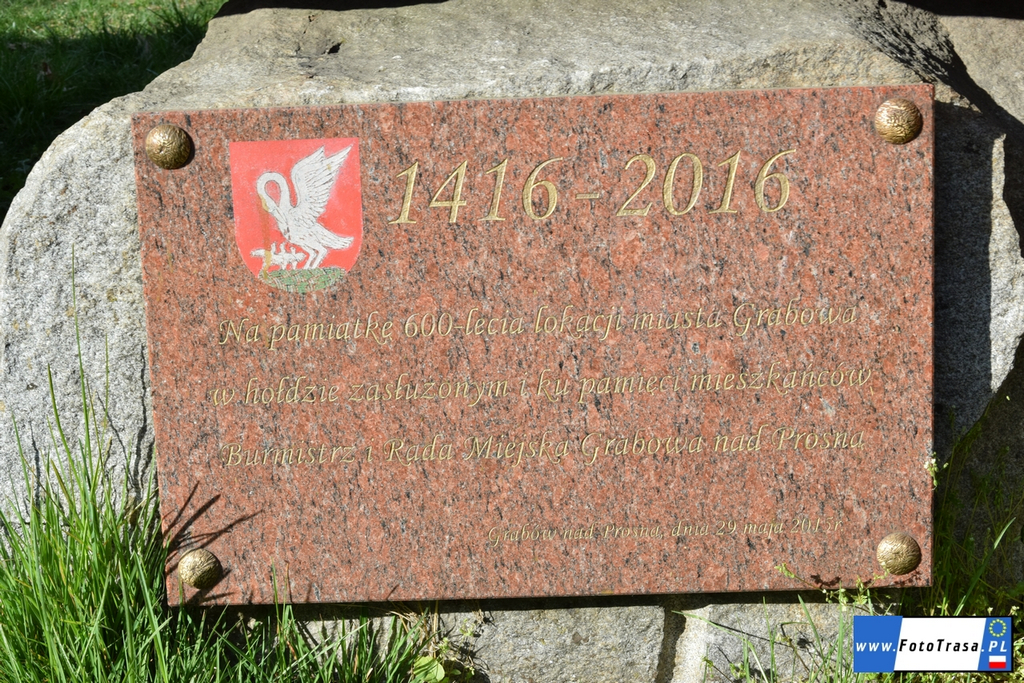 1416 - 2016
Na pamiątkę 600-lecia lokacji miasta Grabowa
w hołdzie zasłużonym i ku pamięci mieszkańców
Burmistrz i Rada Miejska Grabowa nad Prosną
Grabów nad Prosną, dnia 29 maja
www.FotoTrasa.PL